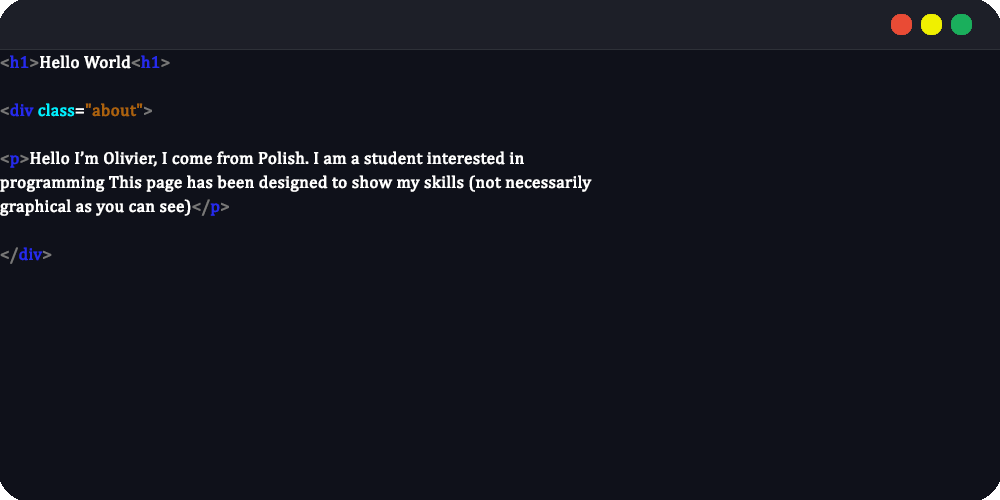 <h1>Hello World<h1>
<div class="about">
<p>Hello I’m Olivier, I come from Polish. I am a student interested in
programming This page has been designed to show my skills (not necessarily
graphical as you can see)</p>
</div>